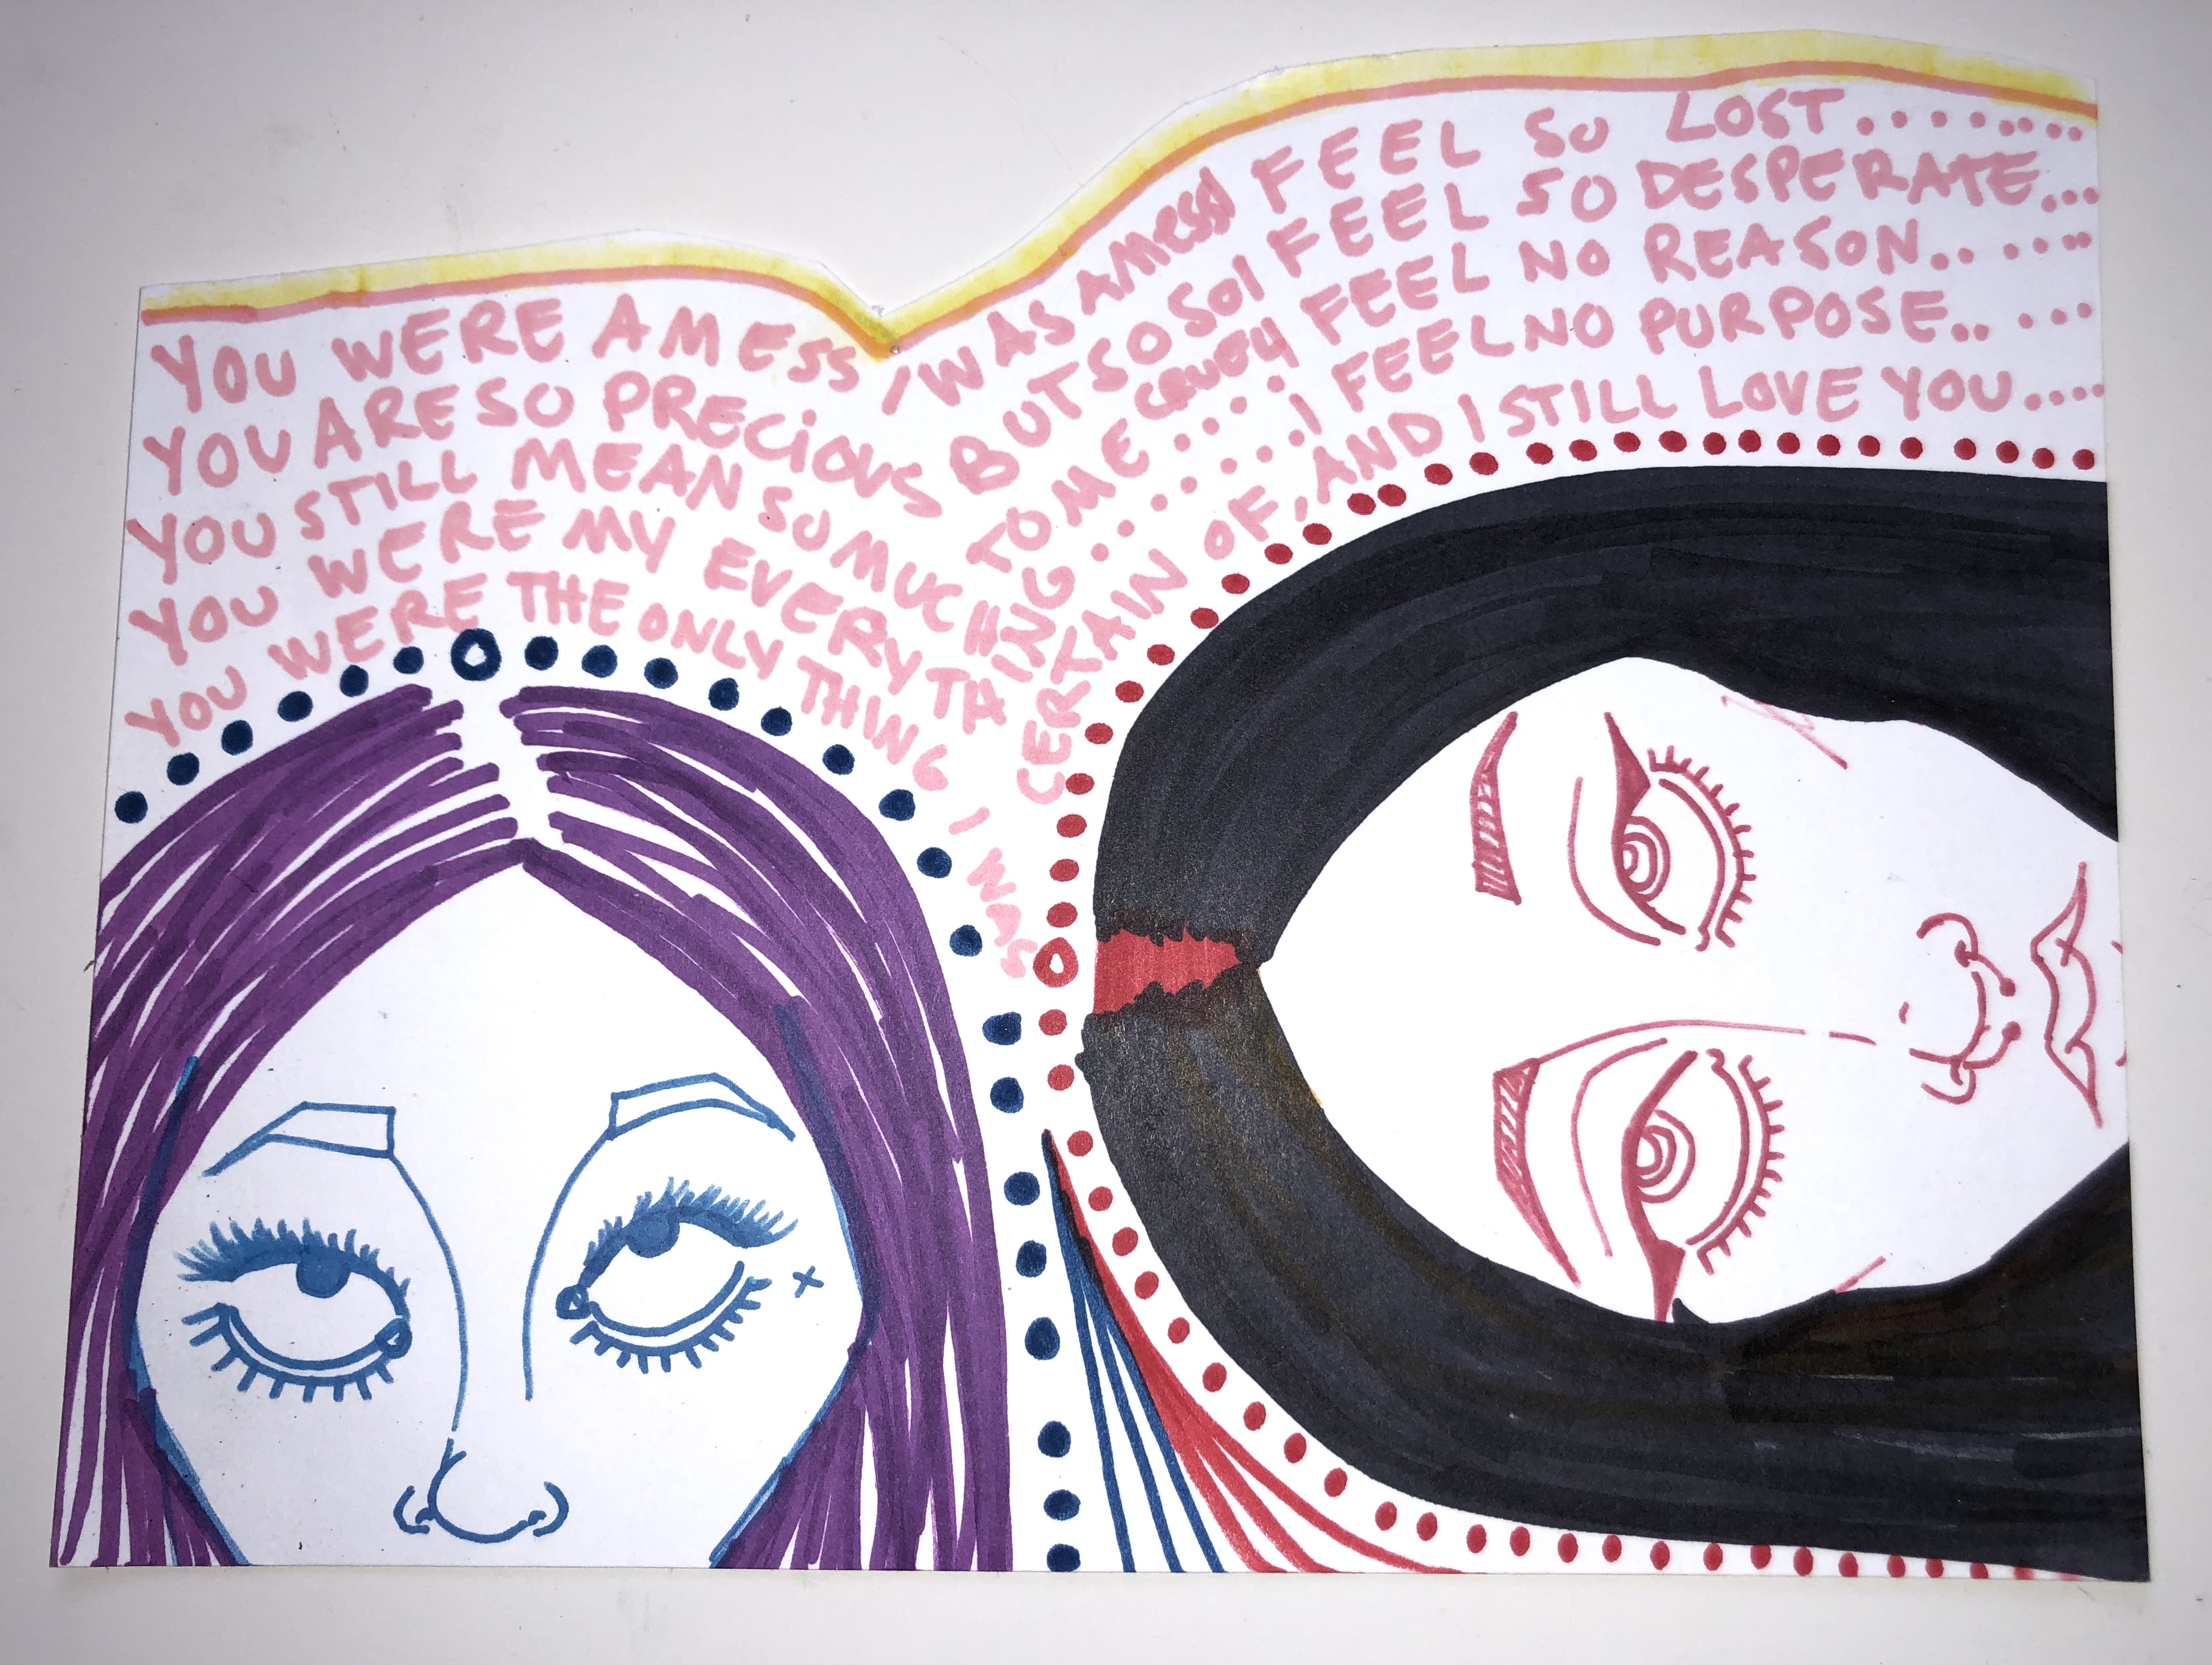 YOU WERE A MESS I WAS A MESS I FEEL SO LOST.........
YOU ARE SO PRECIOUS BUT SO SO I FEEL SO DESPERATE...
YOU STILL MEAN SO MUCH TO ME.... FEEL NO REASON......
YOU WERE MY EVERYTHING........I FEEL NO PURPOSE.....
YOU WERE THE ONLY THING I WAS CERTAIN OF, AND I STILL LOVE YOU....